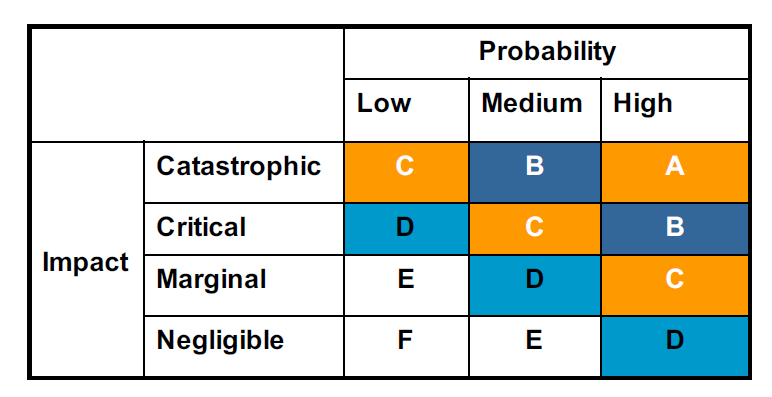 Probability
Low Medium High
Catastrophic C B A
Critical D C B
Impact
Marginal E D C
Negligible F E D